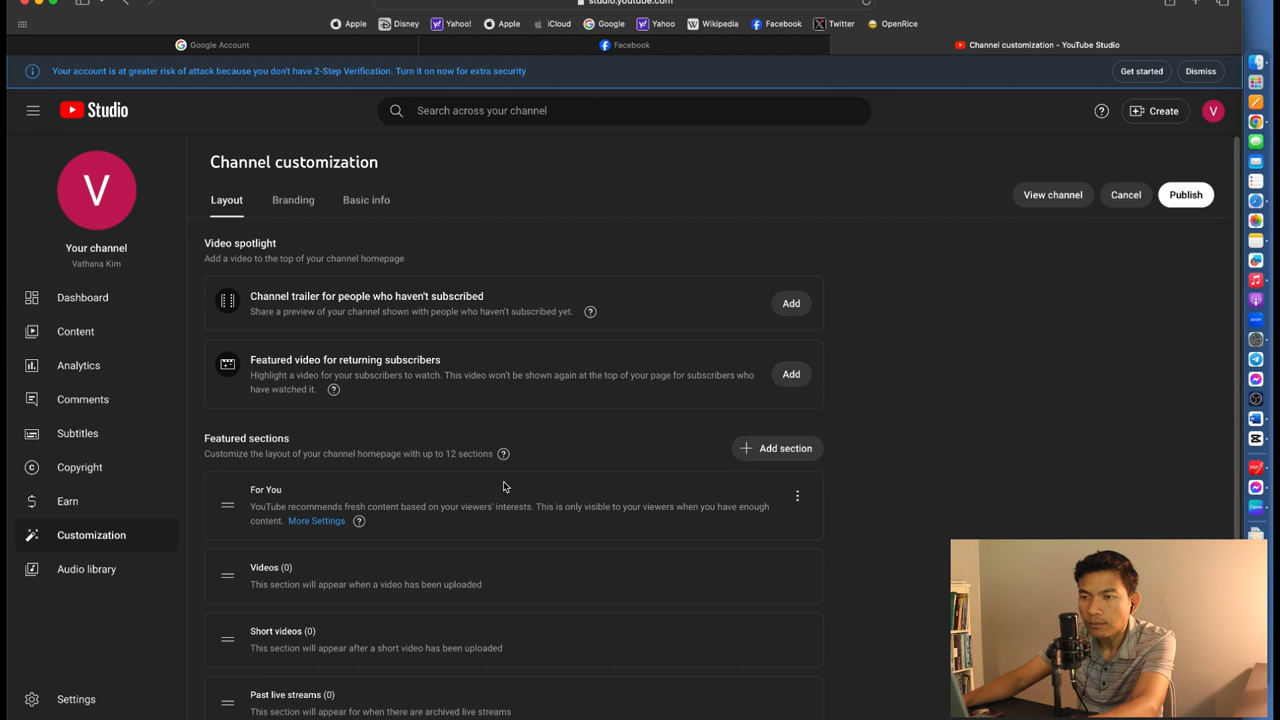 studio.youtube.com
Apple Disney Yahoo! Apple iCloud Google Yahoo Wikipedia Facebook Twitter OpenRice
Google Account Facebook Channel customization - YouTube Studio
Your account is at greater risk of attack because you don't have 2-Step Verification. Turn it on now for extra security Get started Dismiss
Studio Search across your channel Create V
Channel customization
Layout Branding Basic info View channel Cancel Publish
V
Your channel
Vathana Kim
Dashboard
Content
Analytics
Comments
Subtitles
Copyright
Earn
Customization
Audio library
Settings
Video spotlight
Add a video to the top of your channel homepage
Channel trailer for people who haven't subscribed
Share a preview of your channel shown with people who haven't subscribed yet.
Add
Featured video for returning subscribers
Highlight a video for your subscribers to watch. This video won't be shown again at the top of your page for subscribers who
have watched it.
Add
Featured sections
Customize the layout of your channel homepage with up to 12 sections
Add section
For You
YouTube recommends fresh content based on your viewers' interests. This is only visible to your viewers when you have enough
content. More Settings
Videos (0)
This section will appear when a video has been uploaded
Short videos (0)
This section will appear after a short video has been uploaded
Past live streams (0)
This section will appear for when there are archived live streams